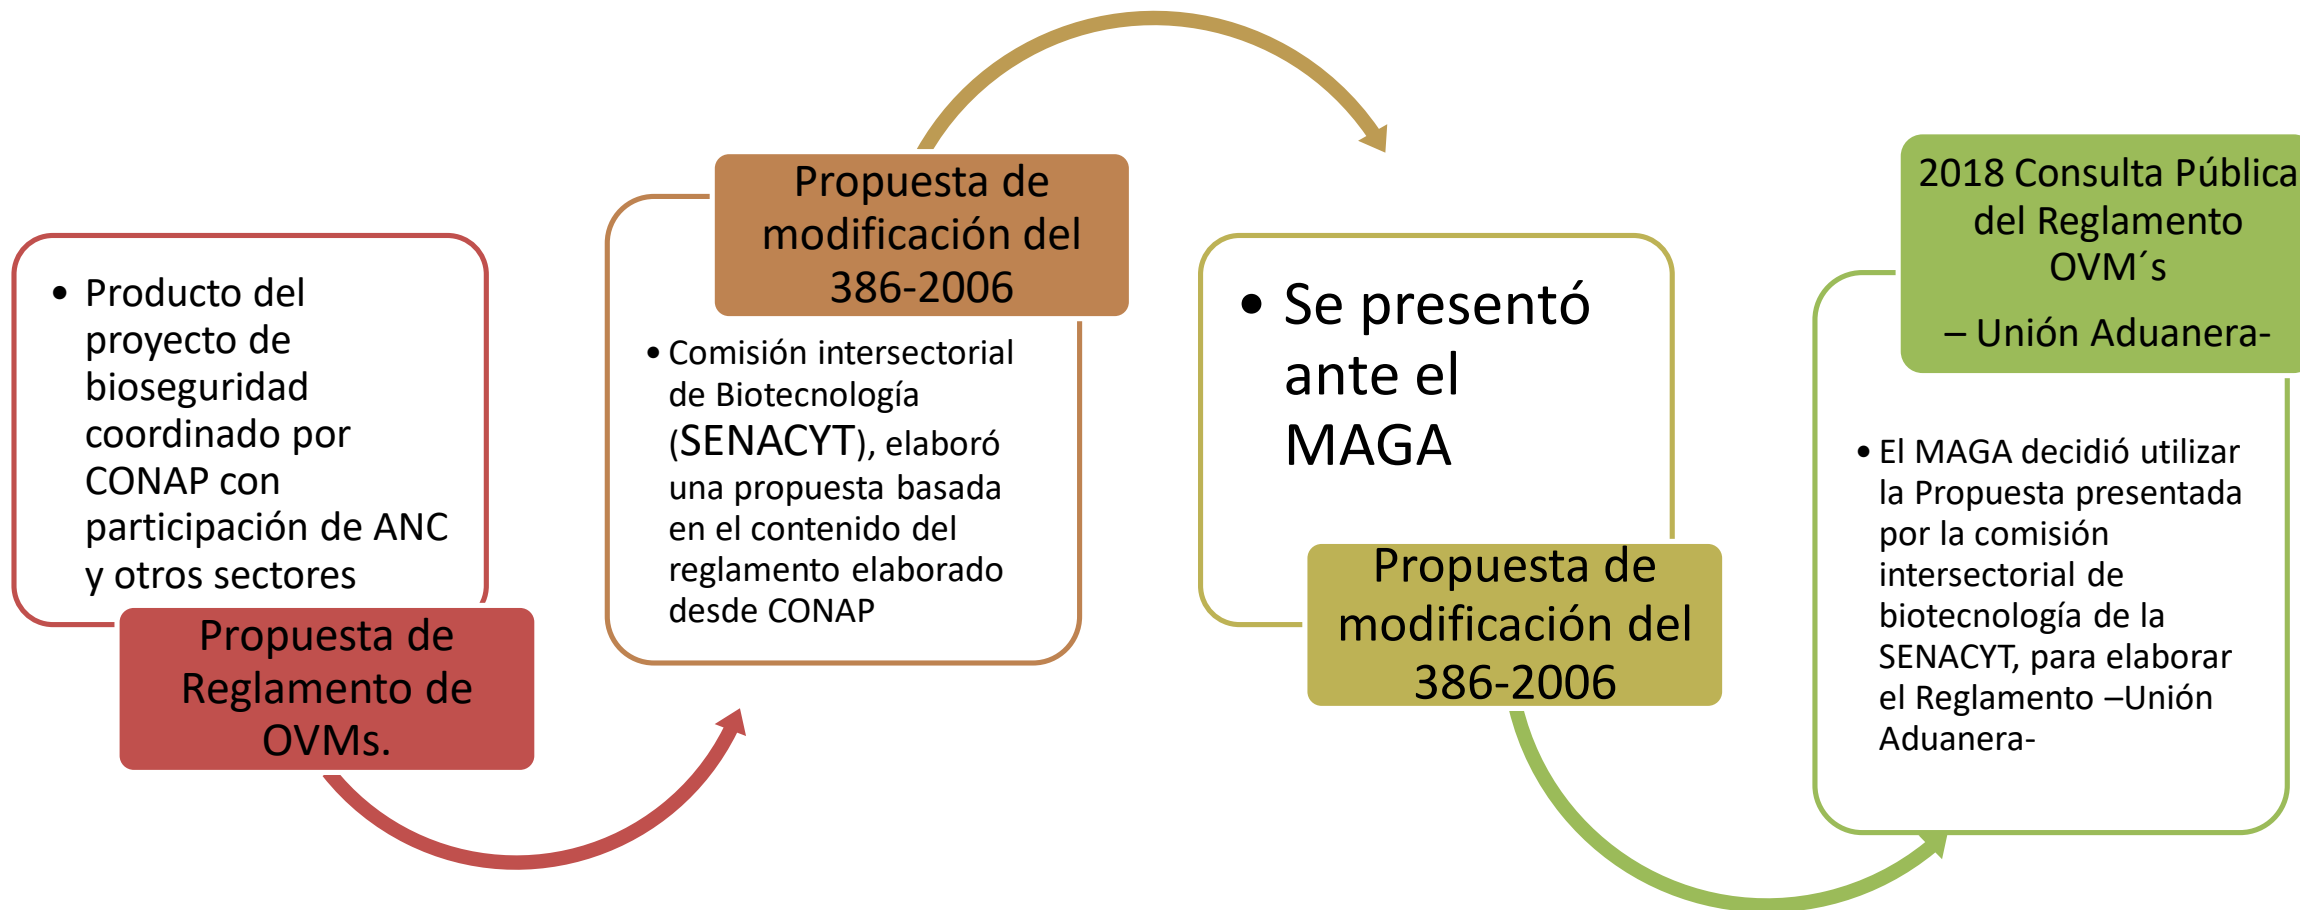 • Producto del
proyecto de
bioseguridad
coordinado por
CONAP con
participación de ANC
y otros sectores
Propuesta de
Reglamento de
OVMs.
Propuesta de
modificación del
386-2006
• Comisión intersectorial
de Biotecnología
(SENACYT), elaboró
una propuesta basada
en el contenido del
reglamento elaborado
desde CONAP
• Se presentó
ante el
MAGA
Propuesta de
modificación del
386-2006
2018 Consulta Pública
del Reglamento
OVM´s
– Unión Aduanera-
• El MAGA decidió utilizar
la Propuesta presentada
por la comisión
intersectorial de
biotecnología de la
SENACYT, para elaborar
el Reglamento –Unión
Aduanera-